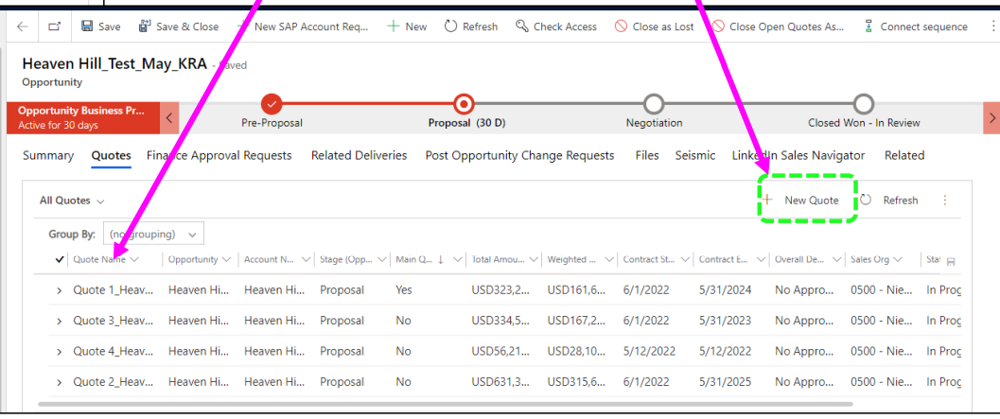 Save Save & Close New SAP Account Req... New Refresh Check Access Close as Lost Close Open Quotes As... Connect sequence
Heaven Hill_Test_May_KRA - Saved
Opportunity
Opportunity Business Pr...
Active for 30 days
Pre-Proposal Proposal (30 D) Negotiation Closed Won - In Review
Summary Quotes Finance Approval Requests Related Deliveries Post Opportunity Change Requests Files Seismic LinkedIn Sales Navigator Related
All Quotes + New Quote Refresh
Group By: (no grouping)
Quote Name Opportunity Account N... Stage (Opp... Main Q... ↓ Total Amou... Weighted ... Contract St... Contract E... Overall De... Sales Org Stat
Quote 1_Heav... Heaven Hi... Heaven Hi... Proposal Yes USD323,2... USD161,6... 6/1/2022 5/31/2024 No Appro... 0500 - Nie... In Prog
Quote 3_Heav... Heaven Hi... Heaven Hi... Proposal No USD334,5... USD167,2... 6/1/2022 5/31/2023 No Appro... 0500 - Nie... In Prog
Quote 4_Heav... Heaven Hi... Heaven Hi... Proposal No USD56,21... USD28,10... 5/12/2022 5/12/2022 No Appro... 0500 - Nie... In Prog
Quote 2_Heav... Heaven Hi... Heaven Hi... Proposal No USD631,3... USD315,6... 6/1/2022 5/31/2025 No Appro... 0500 - Nie... In Prog